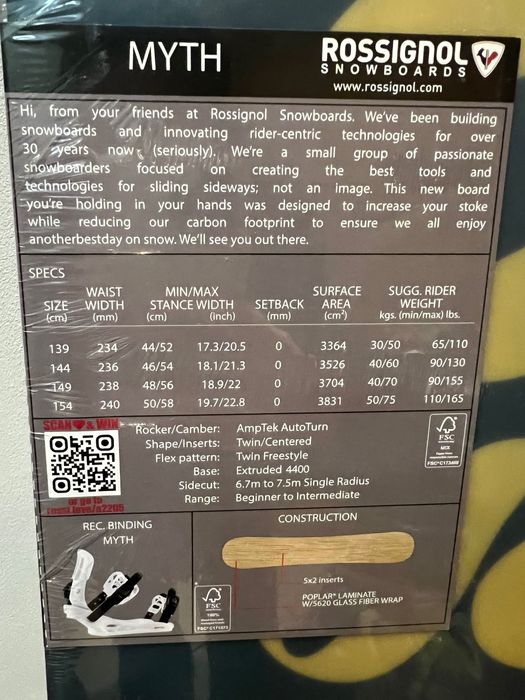 MYTH
ROSSIGNOL
SNOWBOARDS
www.rossignol.com
Hi, from your friends at Rossignol Snowboards. We've been building
snowboards and innovating rider-centric technologies for over
30 years now (seriously). We're a small group of passionate
snowboarders focused on creating the best tools and
technologies for sliding sideways; not an image. This new board
you're holding in your hands was designed to increase your stoke
while reducing our carbon footprint to ensure we all enjoy
anotherbestday on snow. We'll see you out there.
SPECS
SIZE (cm) WAIST WIDTH (mm) MIN/MAX STANCE WIDTH (cm) (inch) SETBACK (mm) SURFACE AREA (cm²) SUGG. RIDER WEIGHT kgs. (min/max) lbs.
139 234 44/52 17.3/20.5 0 3364 30/50 65/110
144 236 46/54 18.1/21.3 0 3526 40/60 90/130
149 238 48/56 18.9/22 0 3704 40/70 90/155
154 240 50/58 19.7/22.8 0 3831 50/75 110/165
SCAN & WIN
or go to
rossi.love/a2205
Rocker/Camber: AmpTek AutoTurn
Shape/Inserts: Twin/Centered
Flex pattern: Twin Freestyle
Base: Extruded 4400
Sidecut: 6.7m to 7.5m Single Radius
Range: Beginner to Intermediate
FSC
MIX
REC. BINDING
MYTH
FSC
100%
CONSTRUCTION
5x2 inserts
POPLAR* LAMINATE
W/5620 GLASS FIBER WRAP